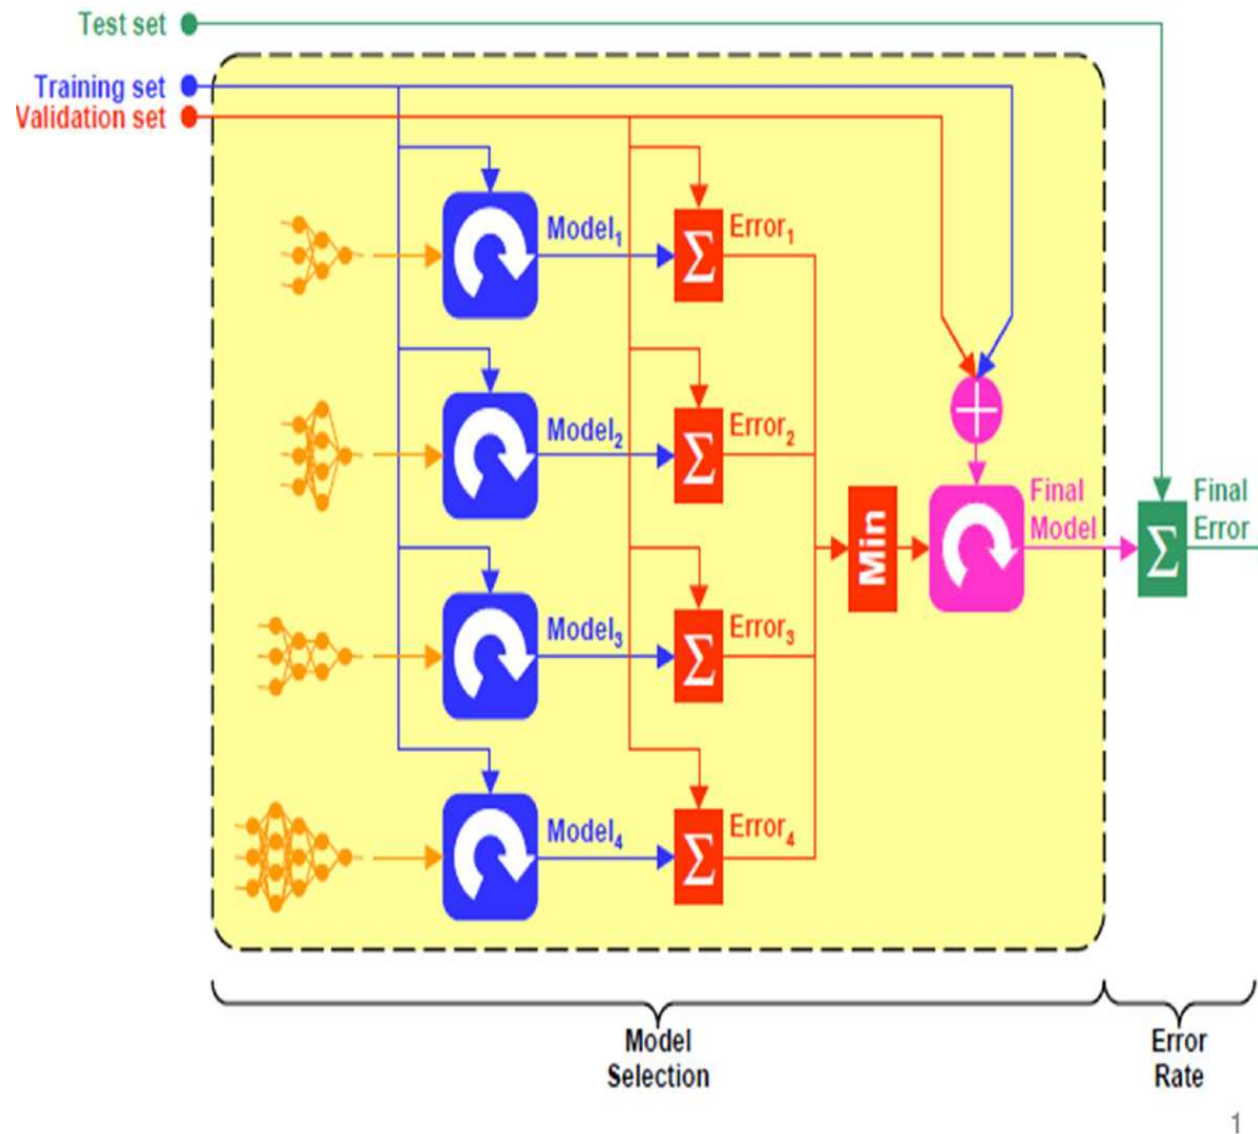 Test set
Training set
Validation set
Model₁
Error₁
Model₂
Error₂
Model₃
Error₃
Model₄
Error₄
Σ
Σ
Σ
Σ
Min
Final
Model
Σ
Final
Error
Model
Selection
Error
Rate
1